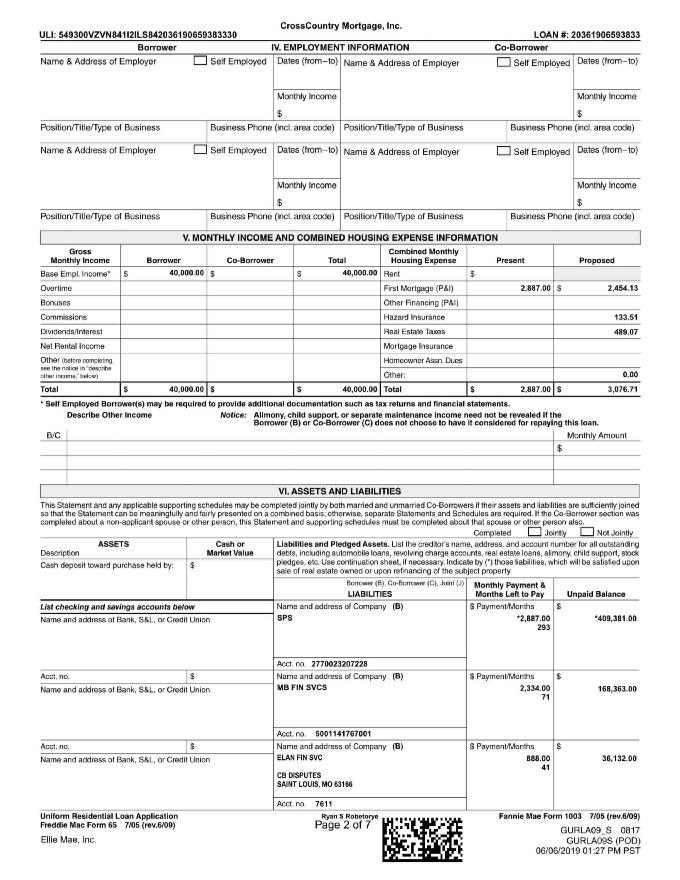 CrossCountry Mortgage, Inc.
ULI: 549300VZVN841I2ILS842036190659383330
LOAN #: 20361906593833
Borrower IV. EMPLOYMENT INFORMATION Co-Borrower
Name & Address of Employer Self Employed Dates (from–to) Name & Address of Employer Self Employed Dates (from–to)
Monthly Income Monthly Income
$ $
Position/Title/Type of Business Business Phone (incl. area code) Position/Title/Type of Business Business Phone (incl. area code)
Name & Address of Employer Self Employed Dates (from–to) Name & Address of Employer Self Employed Dates (from–to)
Monthly Income Monthly Income
$ $
Position/Title/Type of Business Business Phone (incl. area code) Position/Title/Type of Business Business Phone (incl. area code)
V. MONTHLY INCOME AND COMBINED HOUSING EXPENSE INFORMATION
Gross Monthly Income Borrower Co-Borrower Total Combined Monthly Housing Expense Present Proposed
Base Empl. Income* $ 40,000.00 $ $ 40,000.00 Rent $
Overtime First Mortgage (P&I) 2,887.00 $ 2,454.13
Bonuses Other Financing (P&I)
Commissions Hazard Insurance 133.51
Dividends/Interest Real Estate Taxes 489.07
Net Rental Income Mortgage Insurance
Other (before completing, see the notice in "describe other income," below) Homeowner Assn. Dues
Other: 0.00
Total $ 40,000.00 $ $ 40,000.00 Total $ 2,887.00 $ 3,076.71
* Self Employed Borrower(s) may be required to provide additional documentation such as tax returns and financial statements.
Describe Other Income Notice: Alimony, child support, or separate maintenance income need not be revealed if the
Borrower (B) or Co-Borrower (C) does not choose to have it considered for repaying this loan.
B/C Monthly Amount
$
VI. ASSETS AND LIABILITIES
This Statement and any applicable supporting schedules may be completed jointly by both married and unmarried Co-Borrowers if their assets and liabilities are sufficiently joined
so that the Statement can be meaningfully and fairly presented on a combined basis; otherwise, separate Statements and Schedules are required. If the Co-Borrower section was
completed about a non-applicant spouse or other person, this Statement and supporting schedules must be completed about that spouse or other person also.
Completed Jointly Not Jointly
ASSETS
Description
Cash or Market Value
Cash deposit toward purchase held by: $
Liabilities and Pledged Assets. List the creditor's name, address, and account number for all outstanding
debts, including automobile loans, revolving charge accounts, real estate loans, alimony, child support, stock
pledges, etc. Use continuation sheet, if necessary. Indicate by (*) those liabilities, which will be satisfied upon
sale of real estate owned or upon refinancing of the subject property.
Borrower (B), Co-Borrower (C), Joint (J)
LIABILITIES Monthly Payment & Months Left to Pay Unpaid Balance
List checking and savings accounts below
Name and address of Bank, S&L, or Credit Union
Name and address of Company (B) $ Payment/Months $
SPS *2,887.00 *409,381.00
293
Acct. no. 2770023207228
Acct. no. $
Name and address of Bank, S&L, or Credit Union
Name and address of Company (B) $ Payment/Months $
MB FIN SVCS 2,334.00 168,363.00
71
Acct. no. 5001141767001
Acct. no. $
Name and address of Bank, S&L, or Credit Union
Name and address of Company (B) $ Payment/Months $
ELAN FIN SVC 888.00 36,132.00
41
CB DISPUTES
SAINT LOUIS, MO 63166
Acct. no. 7611
Uniform Residential Loan Application
Freddie Mac Form 65 7/05 (rev.6/09)
Ryan S Robetorye
Page 2 of 7
Fannie Mae Form 1003 7/05 (rev.6/09)
Ellie Mae, Inc.
GURLA09_S 0817
GURLA09S (POD)
06/06/2019 01:27 PM PST